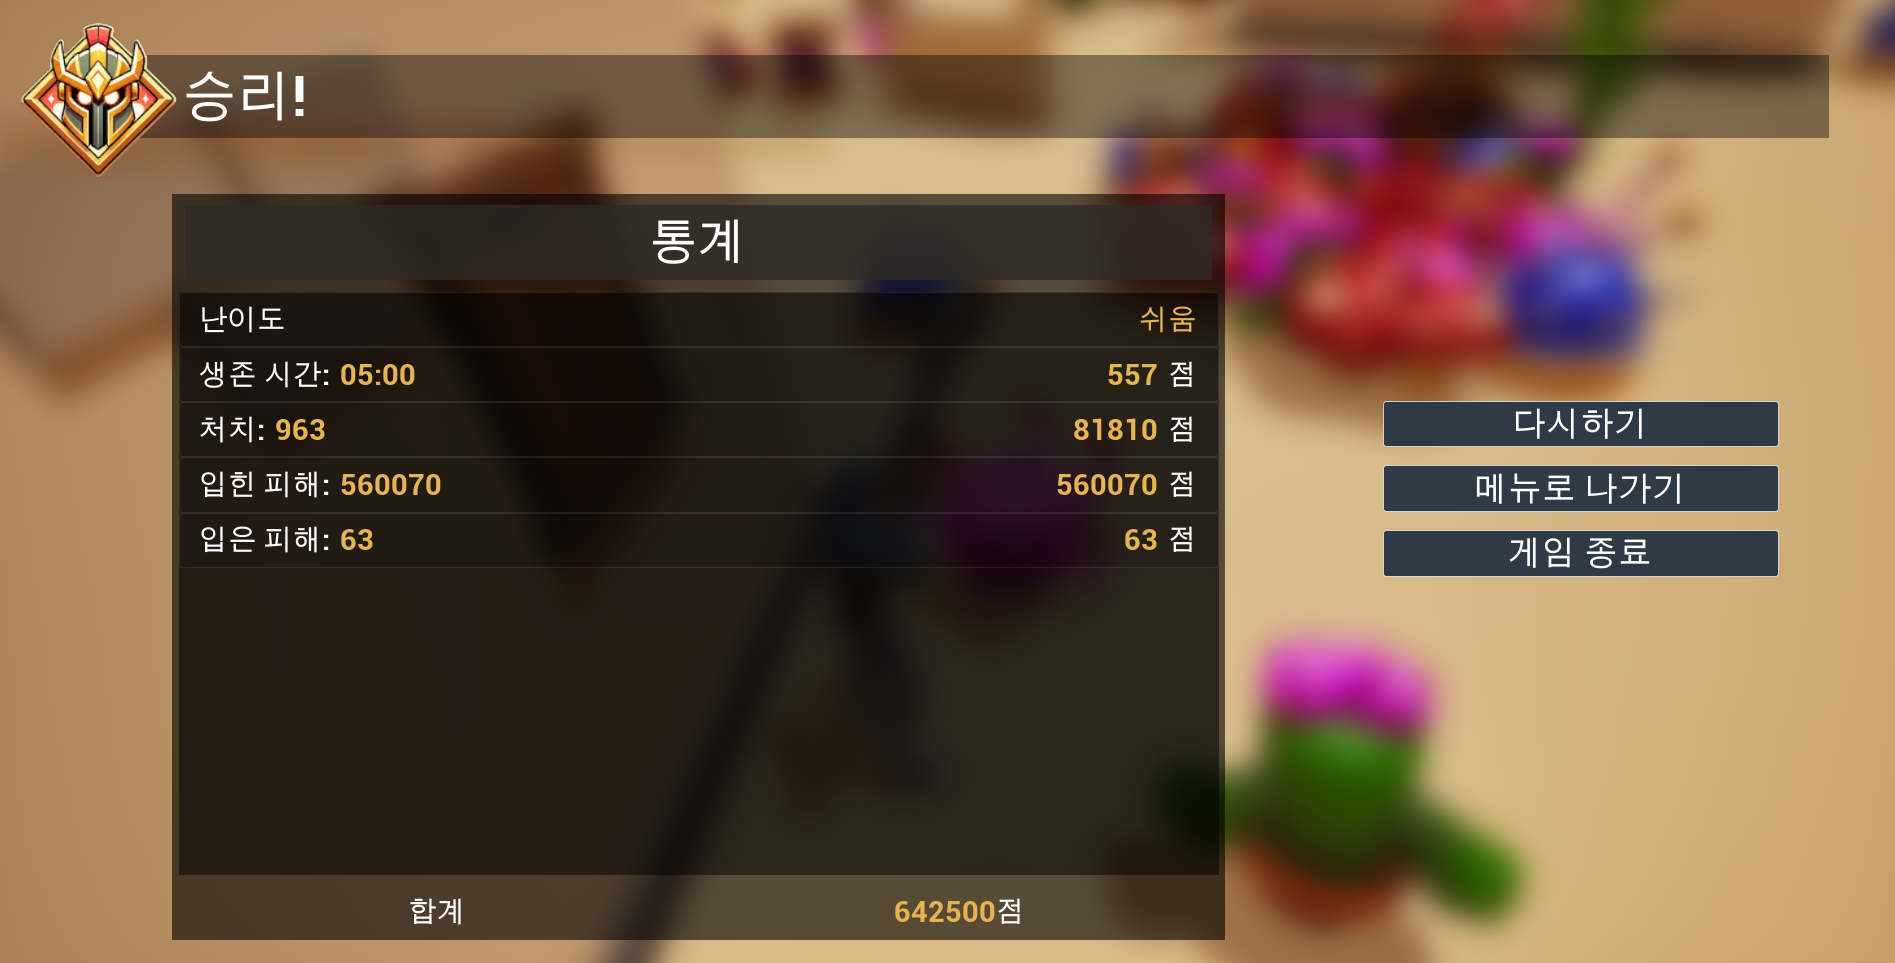 승리!
통계
난이도 쉬움
생존 시간: 05:00 557 점
처치: 963 81810 점
입힌 피해: 560070 560070 점
입은 피해: 63 63 점
합계 642500점
다시하기
메뉴로 나가기
게임 종료